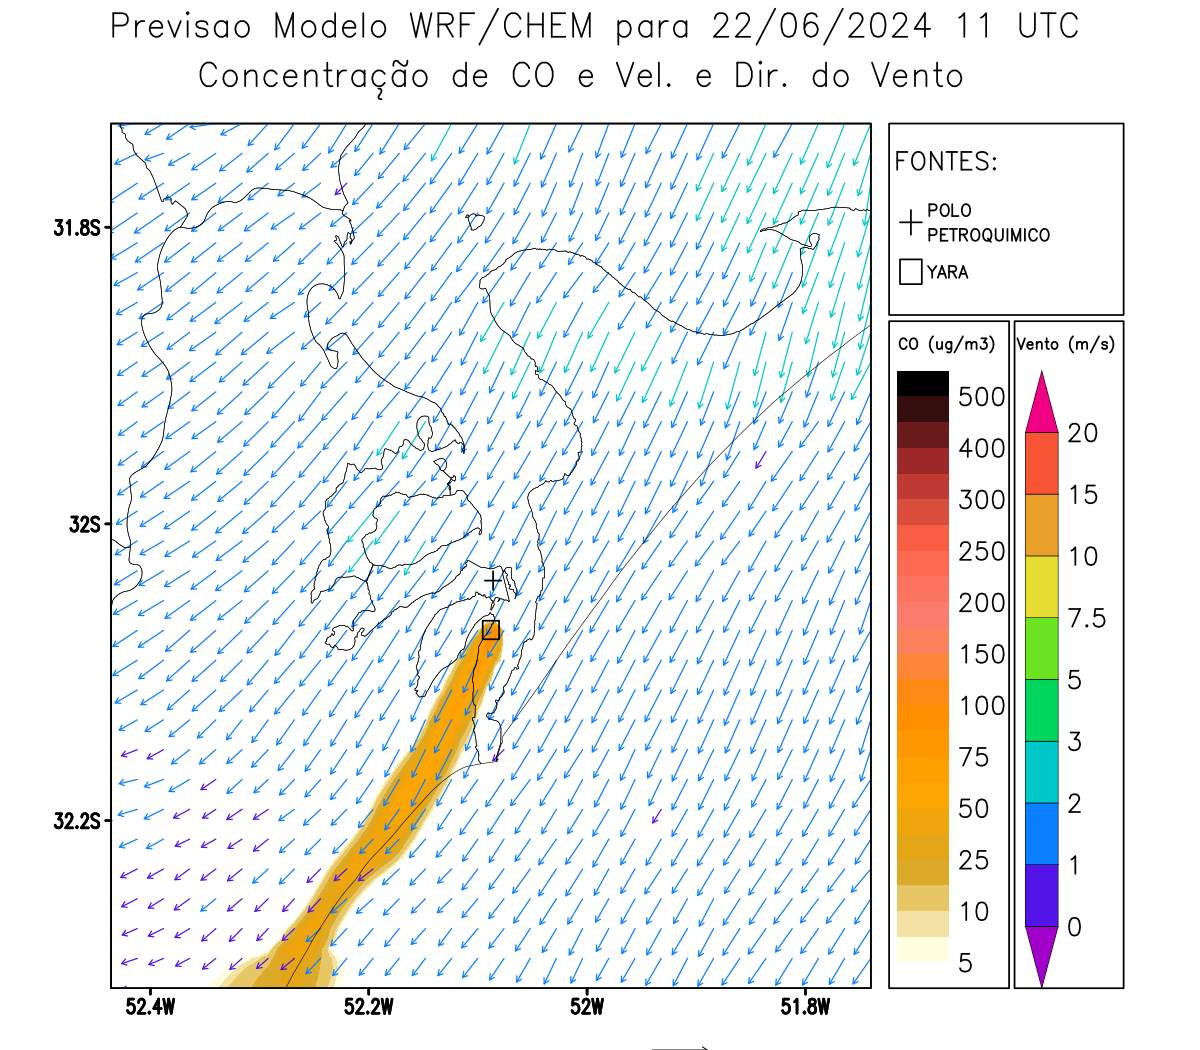 Previsao Modelo WRF/CHEM para 22/06/2024 11 UTC
Concentração de CO e Vel. e Dir. do Vento
FONTES:
POLO
PETROQUIMICO
YARA
CO (ug/m3)
500
400
300
250
200
150
100
75
50
25
10
5
Vento (m/s)
20
15
10
7.5
5
3
2
1
0
31.8S
32S
32.2S
52.4W
52.2W
52W
51.8W